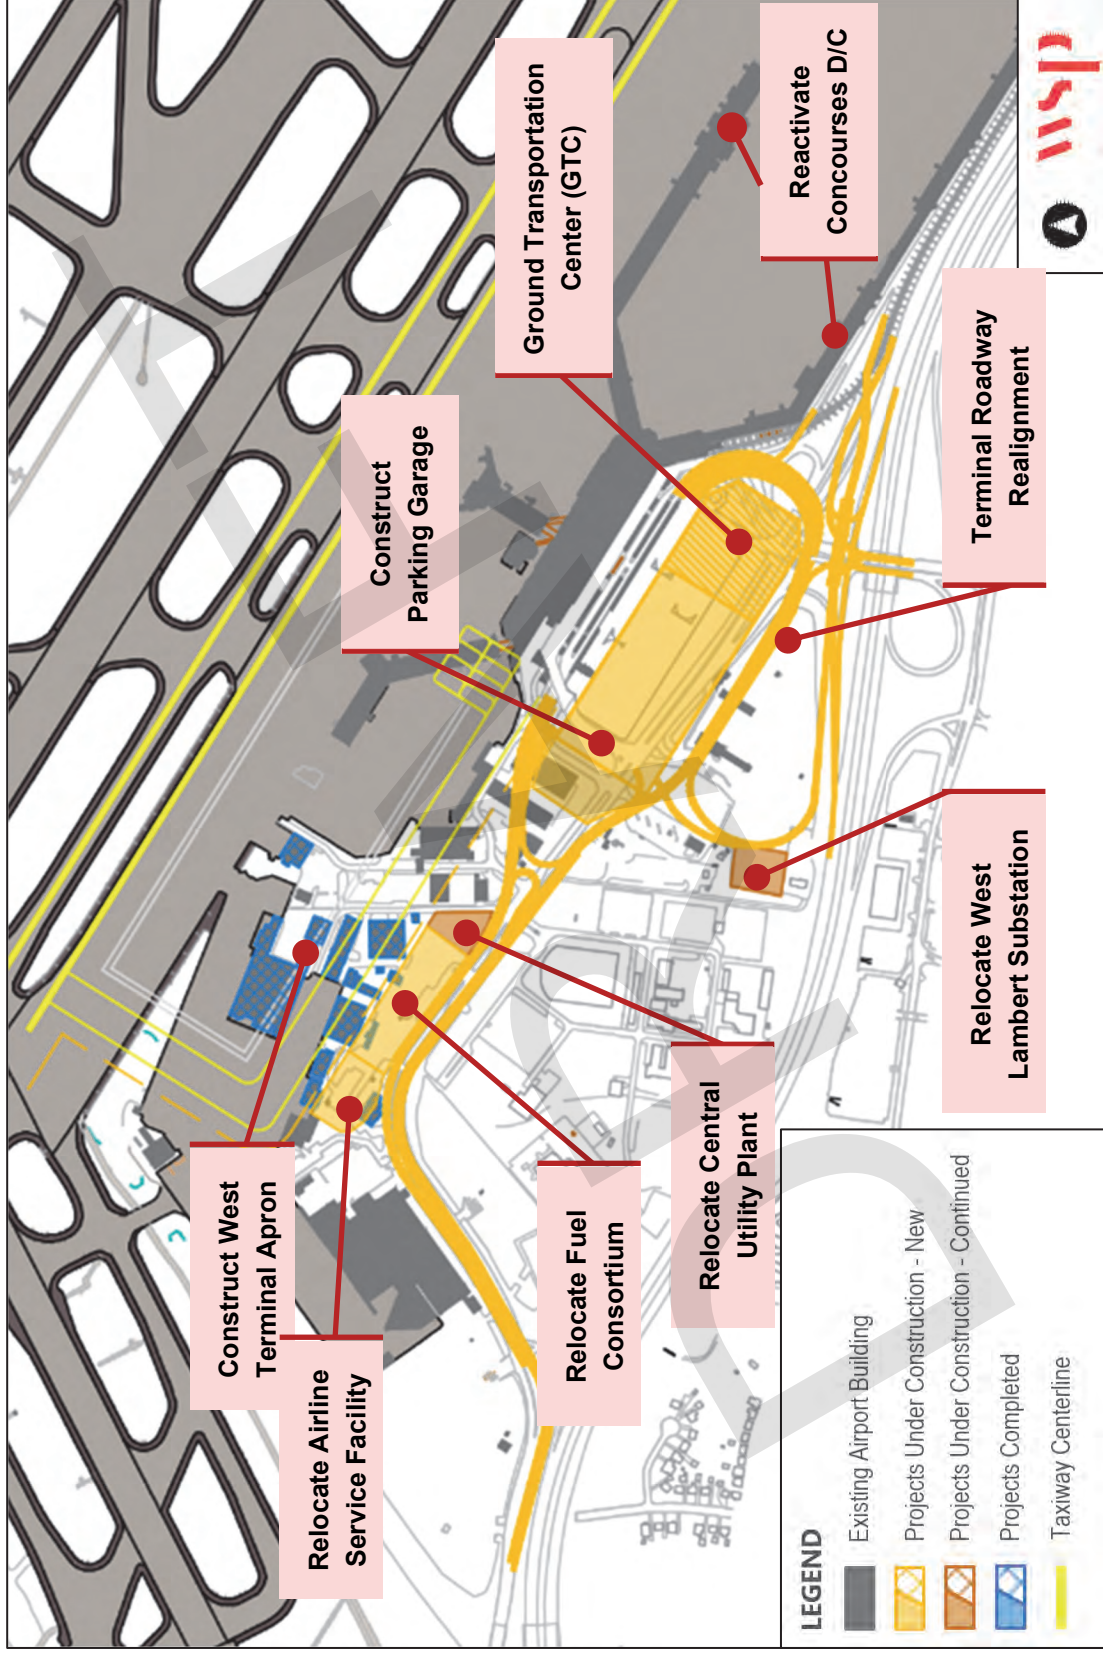 Ground Transportation
Center (GTC)
Reactivate
Concourses D/C
Construct
Parking Garage
Terminal Roadway
Realignment
Construct West
Terminal Apron
Relocate Airline
Service Facility
Relocate Fuel
Consortium
Relocate Central
Utility Plant
Relocate West
Lambert Substation
LEGEND
Existing Airport Building
Projects Under Construction - New
Projects Under Construction - Continued
Projects Completed
Taxiway Centerline
wsp
DRAFT